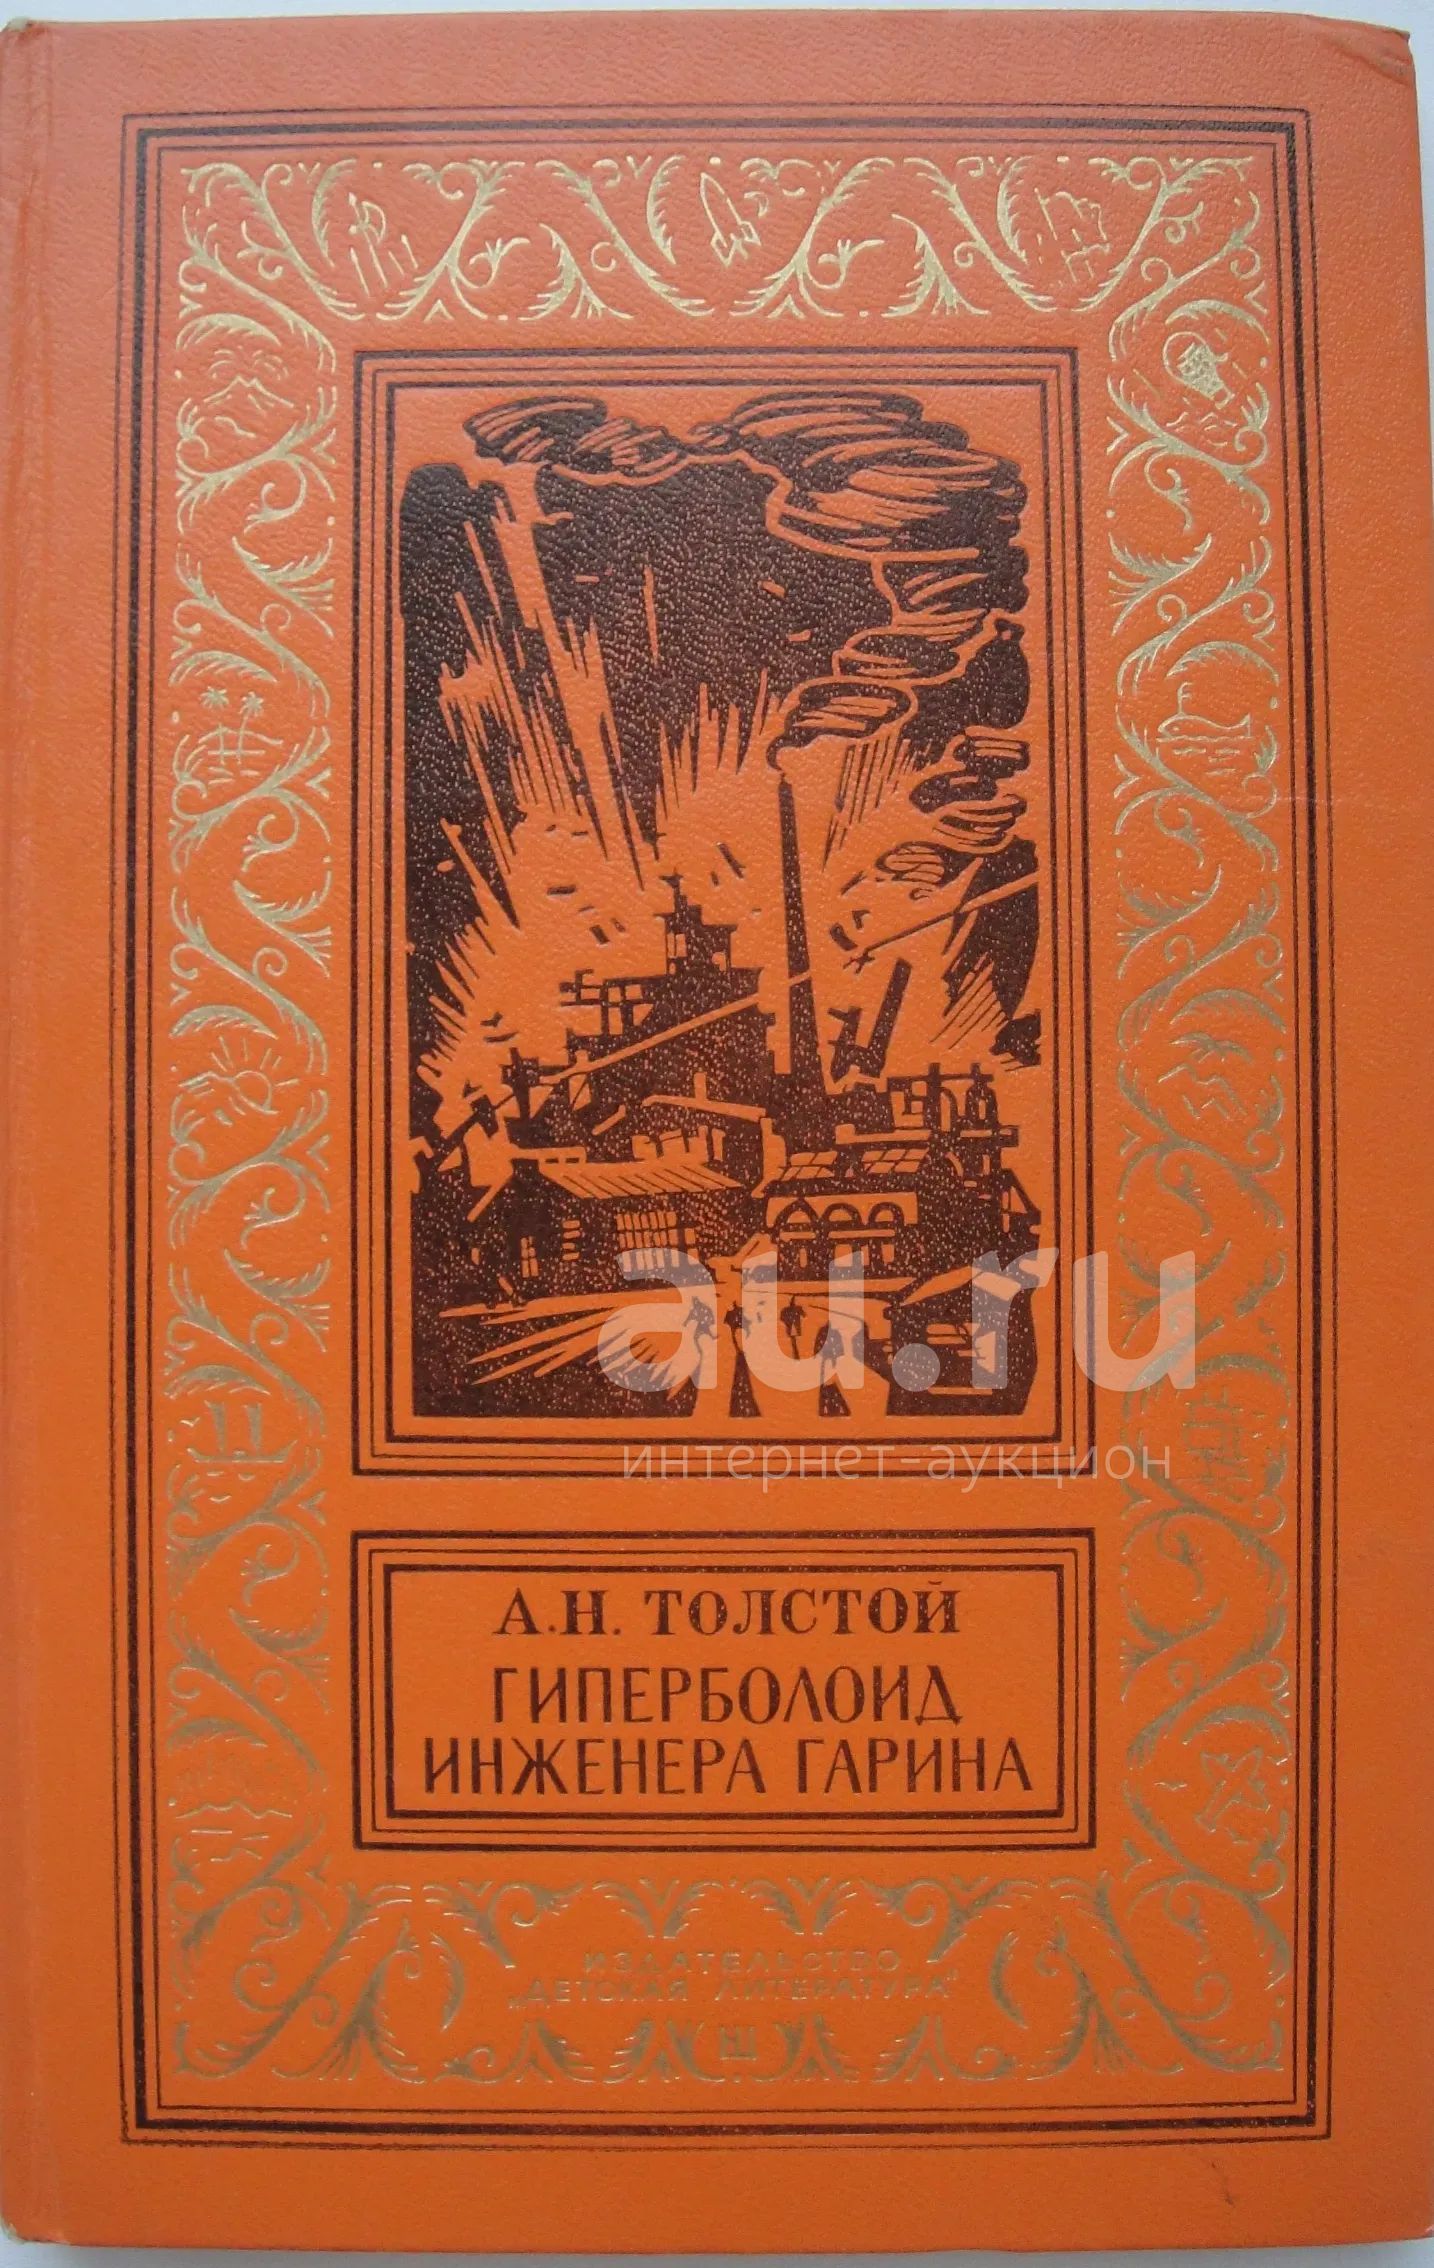 au.ru
интернет-аукцион
А.Н. ТОЛСТОЙ
ГИПЕРБОЛОИД
ИНЖЕНЕРА ГАРИНА
ИЗДАТЕЛЬСТВО
„ДЕТСКАЯ ЛИТЕРАТУРА"